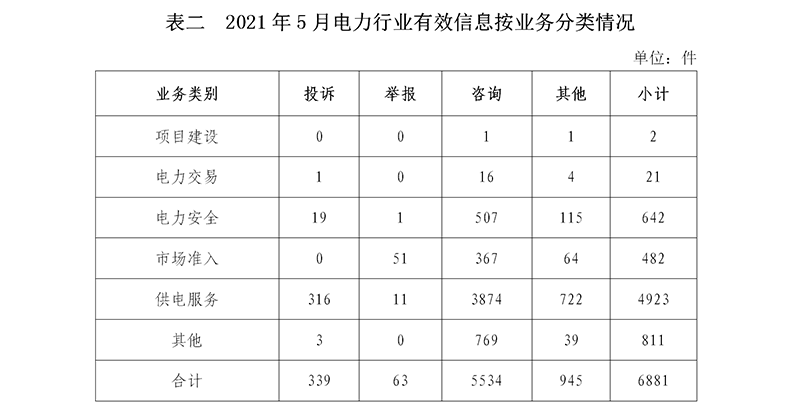 表二 2021 年 5 月电力行业有效信息按业务分类情况
单位：件
业务类别 投诉 举报 咨询 其他 小计
项目建设 0 0 1 1 2
电力交易 1 0 16 4 21
电力安全 19 1 507 115 642
市场准入 0 51 367 64 482
供电服务 316 11 3874 722 4923
其他 3 0 769 39 811
合计 339 63 5534 945 6881